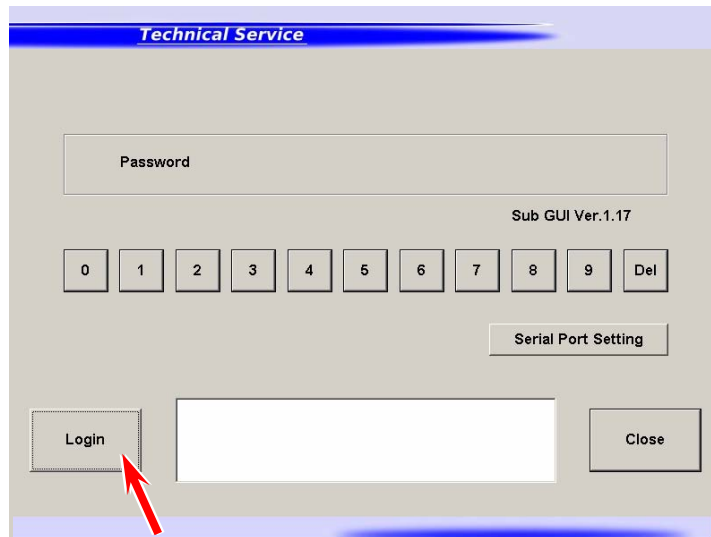 Technical Service
Password
Sub GUI Ver.1.17
0 1 2 3 4 5 6 7 8 9 Del
Serial Port Setting
Login
Close